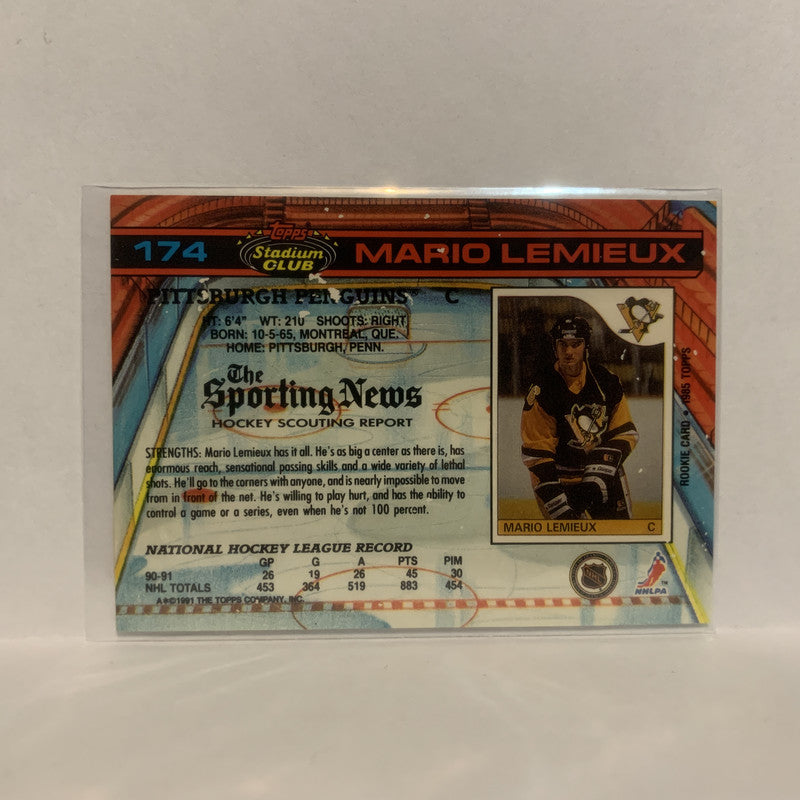 174
Topps
Stadium
CLUB
MARIO LEMIEUX
PITTSBURGH PENGUINS C
HT: 6'4" WT: 210 SHOOTS: RIGHT
BORN: 10-5-65, MONTREAL, QUE.
HOME: PITTSBURGH, PENN.
The
Sporting News
HOCKEY SCOUTING REPORT
STRENGTHS: Mario Lemieux has it all. He's as big a center as there is, has
enormous reach, sensational passing skills and a wide variety of lethal
shots. He'll go to the corners with anyone, and is nearly impossible to move
from in front of the net. He's willing to play hurt, and has the ability to
control a game or a series, even when he's not 100 percent.
NATIONAL HOCKEY LEAGUE RECORD
GP G A PTS PIM
90-91 26 19 26 45 30
NHL TOTALS 453 364 519 883 454
A※©1991 THE TOPPS COMPANY, INC.
MARIO LEMIEUX C
ROOKIE CARD • 1985 TOPPS
NHL
NHLPA
TM